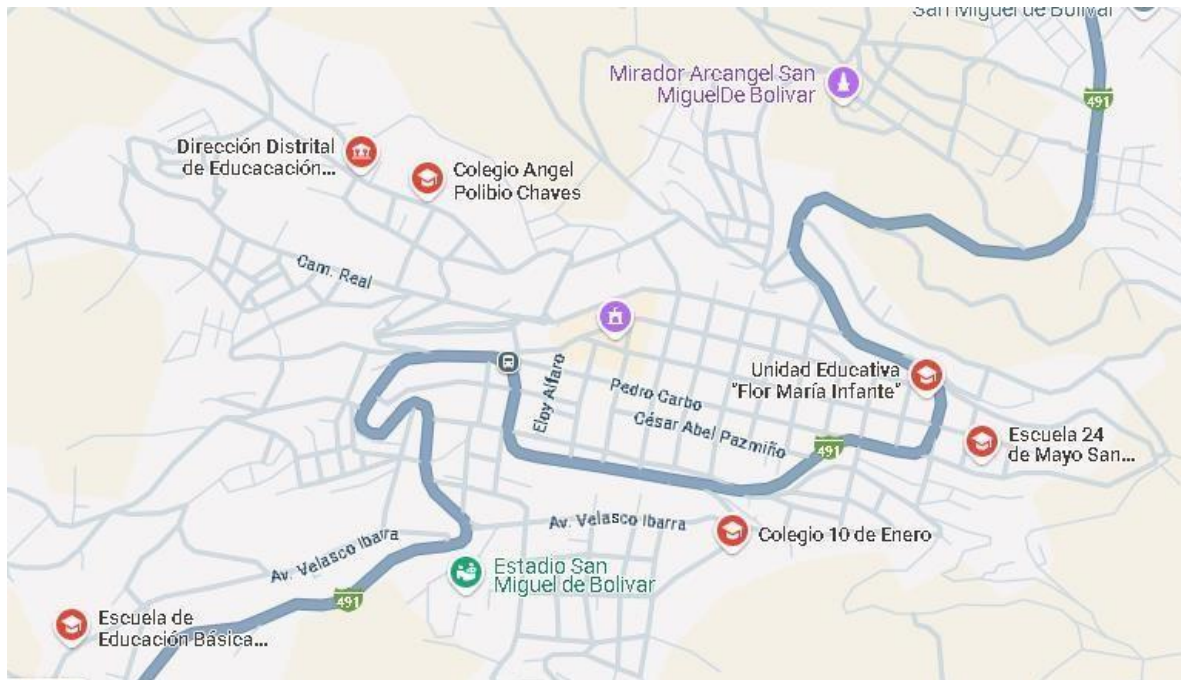 San Miguel de Bolivar
Mirador Arcangel San
MiguelDe Bolivar
491
Dirección Distrital
de Educacación...
Colegio Angel
Polibio Chaves
Cam. Real
Unidad Educativa
"Flor María Infante"
Eloy Alfaro
Pedro Carbo
César Abel Pazmiño
491
Escuela 24
de Mayo San...
Av. Velasco Ibarra
Colegio 10 de Enero
Av. Velasco Ibarra
Estadio San
Miguel de Bolivar
491
Escuela de
Educación Básica...